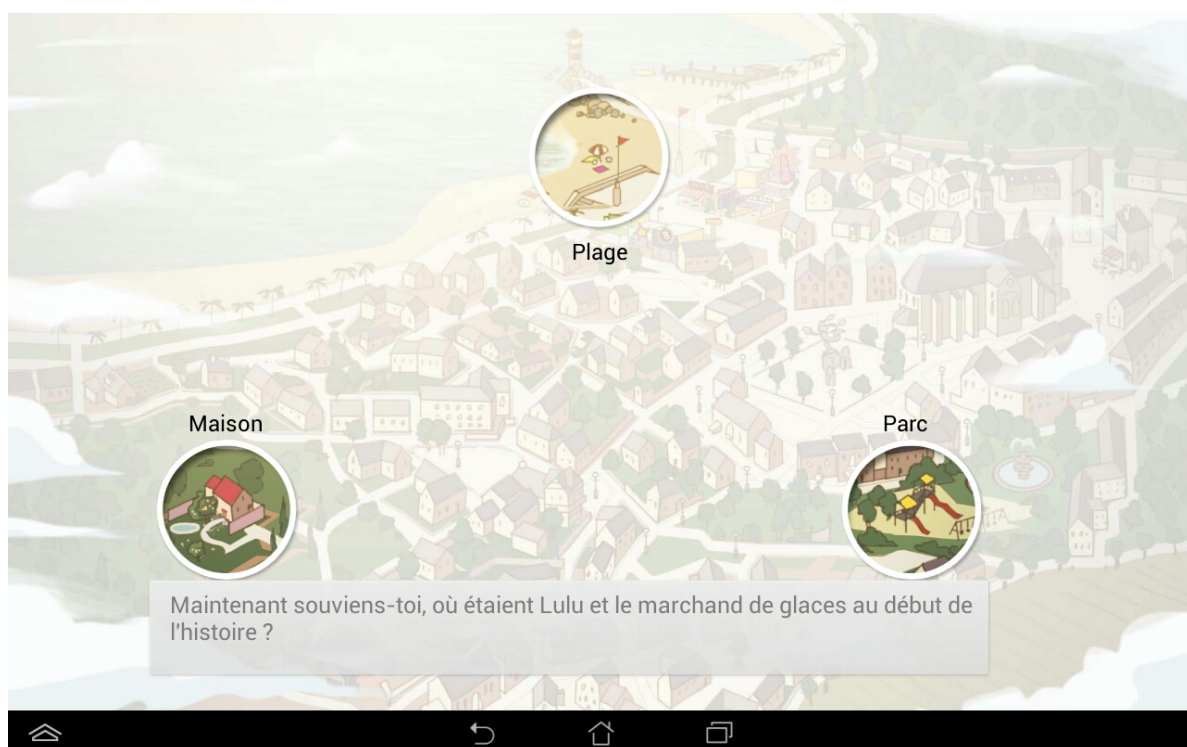 Plage
Maison
Parc
Maintenant souviens-toi, où étaient Lulu et le marchand de glaces au début de
l'histoire ?